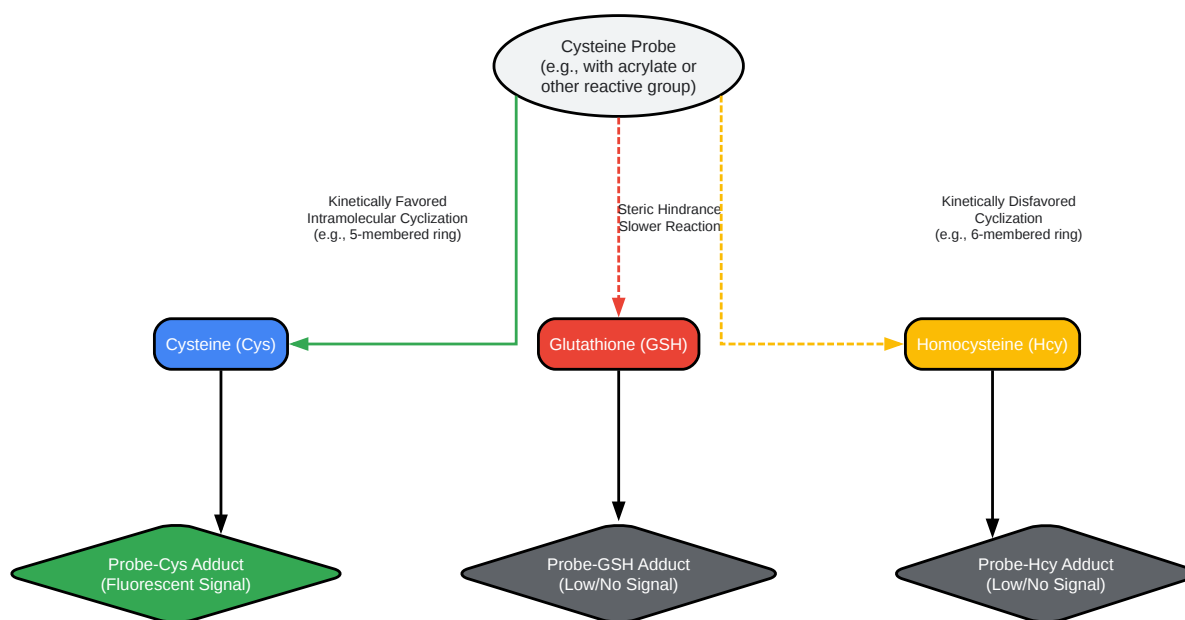 Cysteine Probe
(e.g., with acrylate or
other reactive group)
Kinetically Favored
Intramolecular Cyclization
(e.g., 5-membered ring)
Steric Hindrance
Slower Reaction
Kinetically Disfavored
Cyclization
(e.g., 6-membered ring)
Cysteine (Cys)
Glutathione (GSH)
Homocysteine (Hcy)
Probe-Cys Adduct
(Fluorescent Signal)
Probe-GSH Adduct
(Low/No Signal)
Probe-Hcy Adduct
(Low/No Signal)